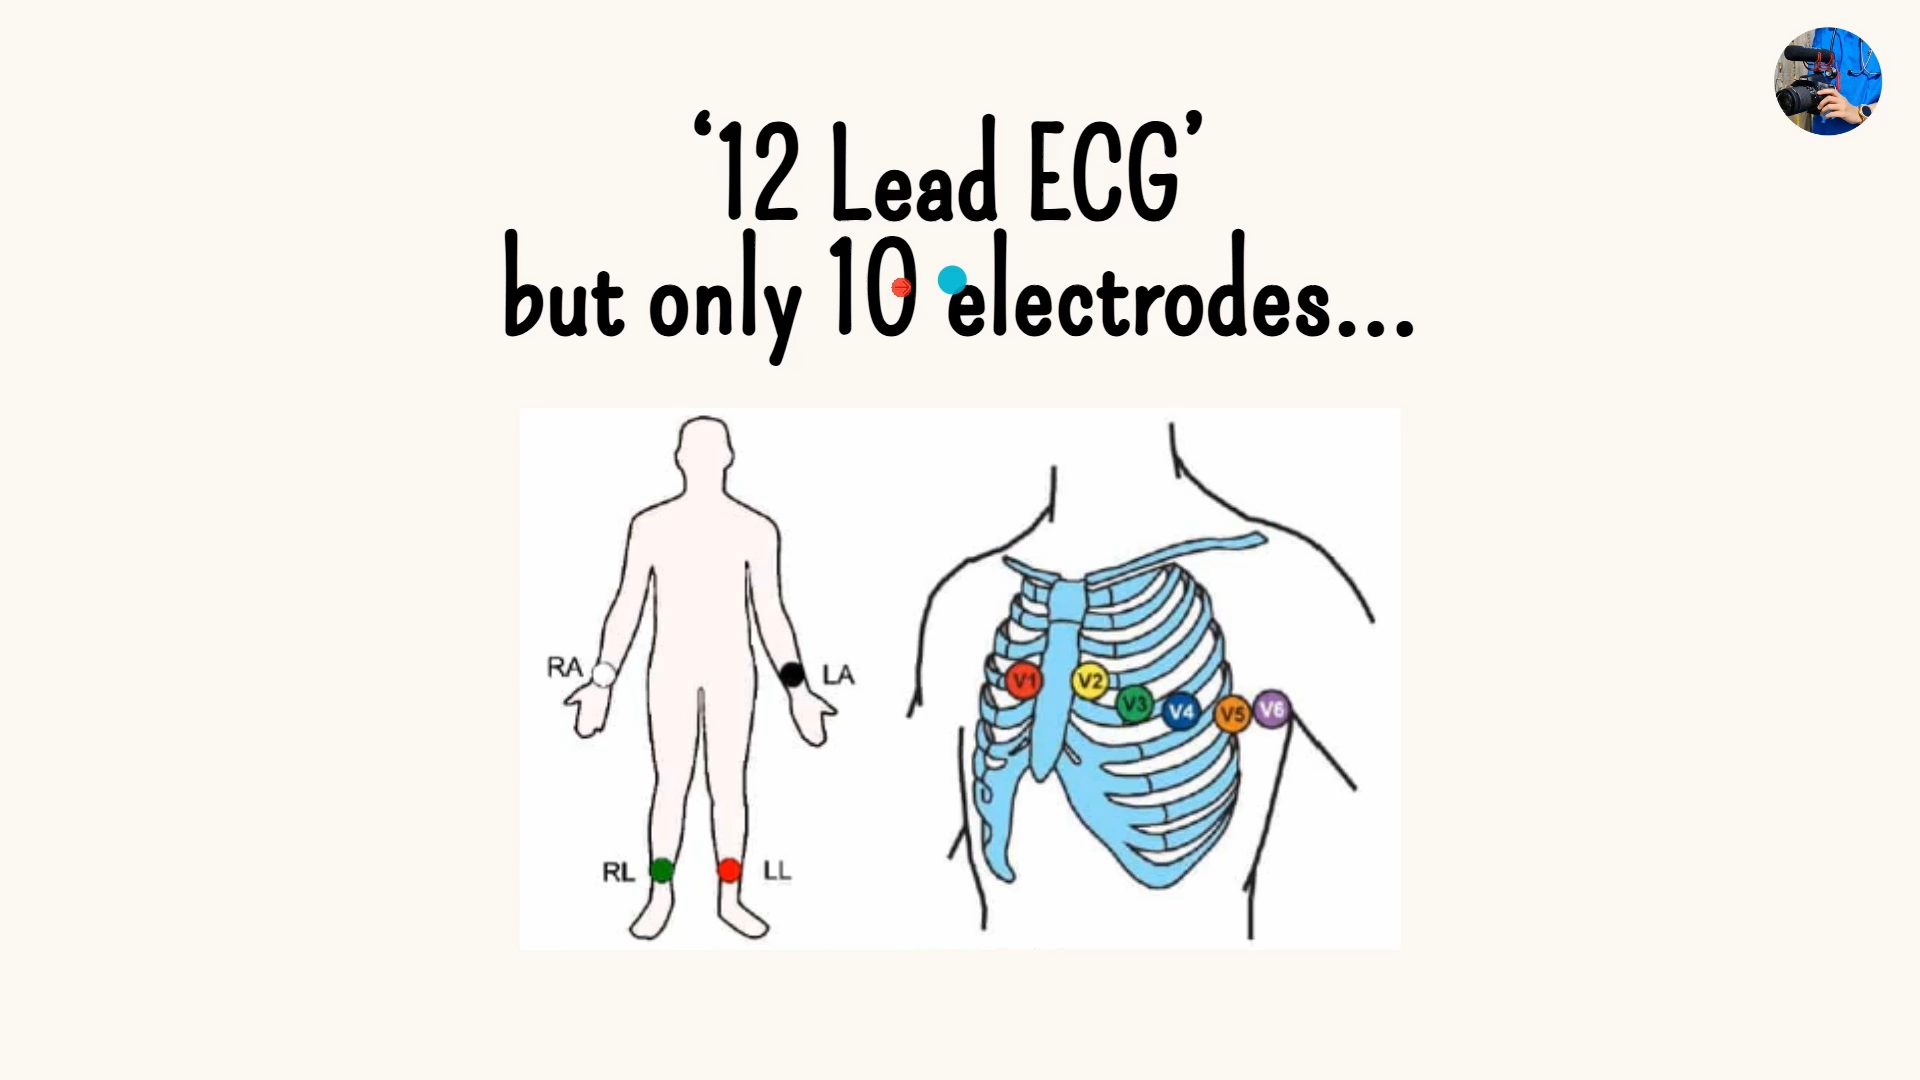 ‘12 Lead ECG’
but only 10 electrodes...
RA
LA
RL
LL
V1
V2
V3
V4
V5
V6